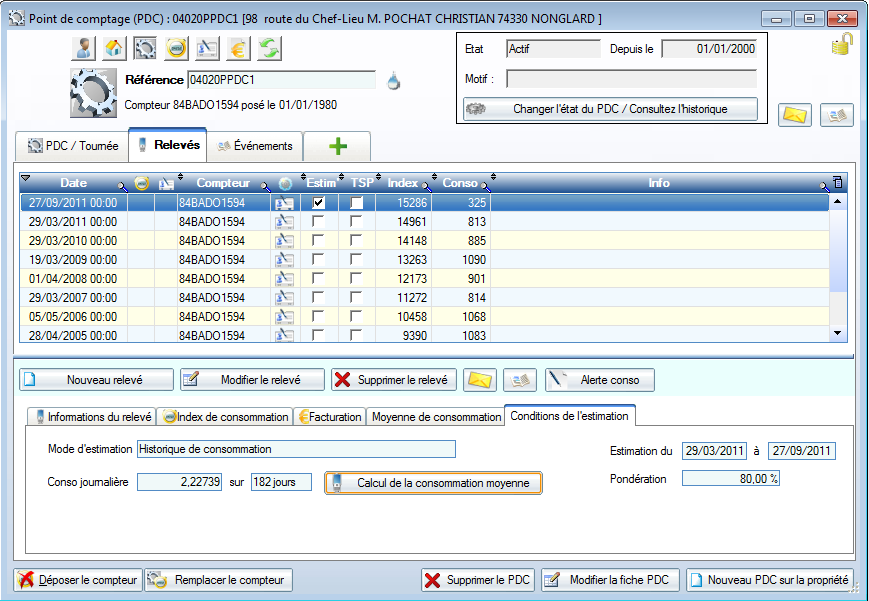 Point de comptage (PDC) : 04020PPDC1 [98 route du Chef-Lieu M. POCHAT CHRISTIAN 74330 NONGLARD ]
Référence 04020PPDC1
Compteur 84BADO1594 posé le 01/01/1980
Etat Actif Depuis le 01/01/2000
Motif :
Changer l'état du PDC / Consultez l'historique
PDC / Tournée Relevés Événements
Date Compteur Estim TSP Index Conso Info
27/09/2011 00:00 84BADO1594 15286 325
29/03/2011 00:00 84BADO1594 14961 813
29/03/2010 00:00 84BADO1594 14148 885
19/03/2009 00:00 84BADO1594 13263 1090
01/04/2008 00:00 84BADO1594 12173 901
29/03/2007 00:00 84BADO1594 11272 814
05/05/2006 00:00 84BADO1594 10458 1068
28/04/2005 00:00 84BADO1594 9390 1083
Nouveau relevé Modifier le relevé Supprimer le relevé Alerte conso
Informations du relevé Index de consommation Facturation Moyenne de consommation Conditions de l'estimation
Mode d'estimation Historique de consommation Estimation du 29/03/2011 à 27/09/2011
Conso journalière 2,22739 sur 182 jours Calcul de la consommation moyenne Pondération 80,00 %
Déposer le compteur Remplacer le compteur Supprimer le PDC Modifier la fiche PDC Nouveau PDC sur la propriété